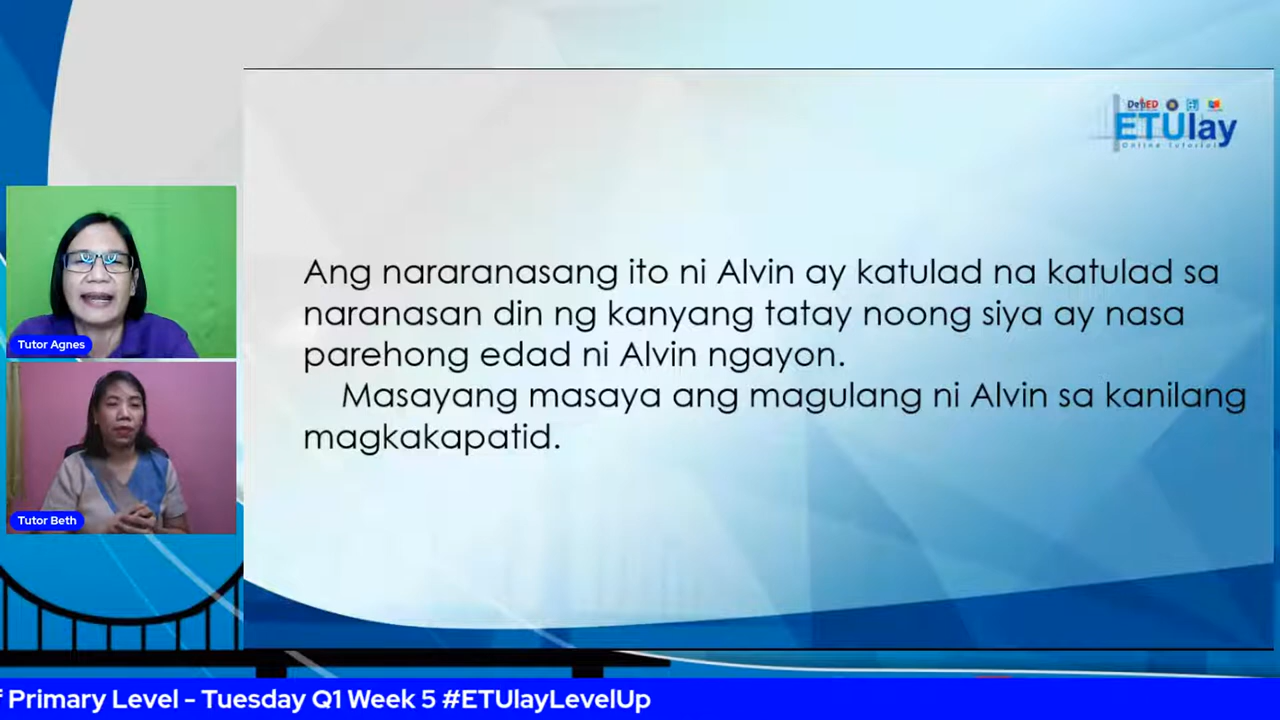 DepED
ETUlay
Online Tutorial
Ang nararanasang ito ni Alvin ay katulad na katulad sa
naranasan din ng kanyang tatay noong siya ay nasa
parehong edad ni Alvin ngayon.
Masayang masaya ang magulang ni Alvin sa kanilang
magkakapatid.
Tutor Agnes
Tutor Beth
Primary Level - Tuesday Q1 Week 5 #ETUlayLevelUp